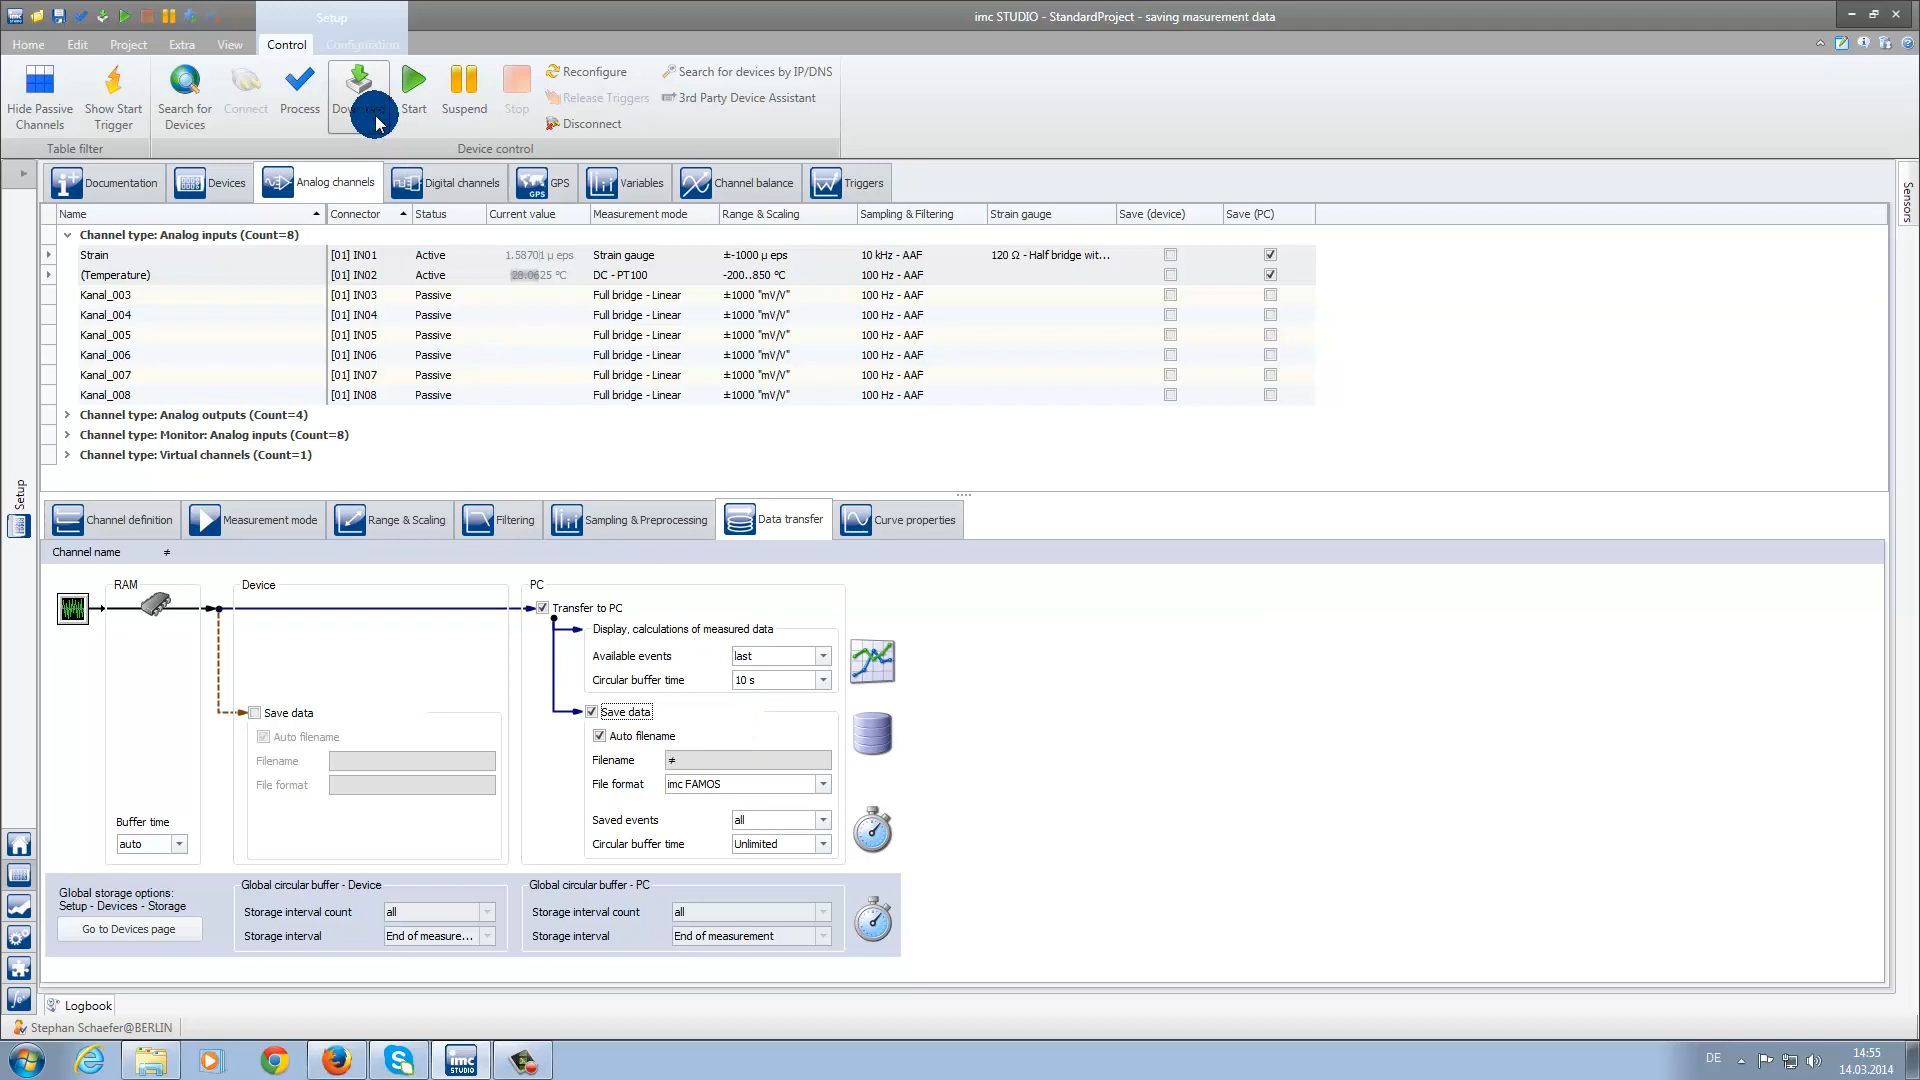 Setup
imc STUDIO - StandardProject - saving masurement data
Home Edit Project Extra View Control Configuration
Hide Passive Channels
Show Start Trigger
Search for Devices
Connect
Process
Start
Suspend
Stop
Reconfigure
Release Triggers
Disconnect
Search for devices by IP/DNS
3rd Party Device Assistant
Table filter
Device control
Documentation Devices Analog channels Digital channels GPS Variables Channel balance Triggers
Sensors
Name Connector Status Current value Measurement mode Range & Scaling Sampling & Filtering Strain gauge Save (device) Save (PC)
Channel type: Analog inputs (Count=8)
Strain [01] IN01 Active 1.58701 µ eps Strain gauge ±-1000 µ eps 10 kHz - AAF 120 Ω - Half bridge wit...
(Temperature) [01] IN02 Active 28.0625 °C DC - PT100 -200..850 °C 100 Hz - AAF
Kanal_003 [01] IN03 Passive Full bridge - Linear ±1000 "mV/V" 100 Hz - AAF
Kanal_004 [01] IN04 Passive Full bridge - Linear ±1000 "mV/V" 100 Hz - AAF
Kanal_005 [01] IN05 Passive Full bridge - Linear ±1000 "mV/V" 100 Hz - AAF
Kanal_006 [01] IN06 Passive Full bridge - Linear ±1000 "mV/V" 100 Hz - AAF
Kanal_007 [01] IN07 Passive Full bridge - Linear ±1000 "mV/V" 100 Hz - AAF
Kanal_008 [01] IN08 Passive Full bridge - Linear ±1000 "mV/V" 100 Hz - AAF
Channel type: Analog outputs (Count=4)
Channel type: Monitor: Analog inputs (Count=8)
Channel type: Virtual channels (Count=1)
Setup
Channel definition Measurement mode Range & Scaling Filtering Sampling & Preprocessing Data transfer Curve properties
Channel name ≠
RAM
Device
PC
Transfer to PC
Display, calculations of measured data
Available events last
Circular buffer time 10 s
Save data
Auto filename
Filename
File format
Save data
Auto filename
Filename ≠
File format imc FAMOS
Saved events all
Circular buffer time Unlimited
Buffer time
auto
Global storage options:
Setup - Devices - Storage
Go to Devices page
Global circular buffer - Device
Storage interval count all
Storage interval End of measure...
Global circular buffer - PC
Storage interval count all
Storage interval End of measurement
Logbook
Stephan Schaefer@BERLIN
imc
STUDIO
DE
14:55
14.03.2014